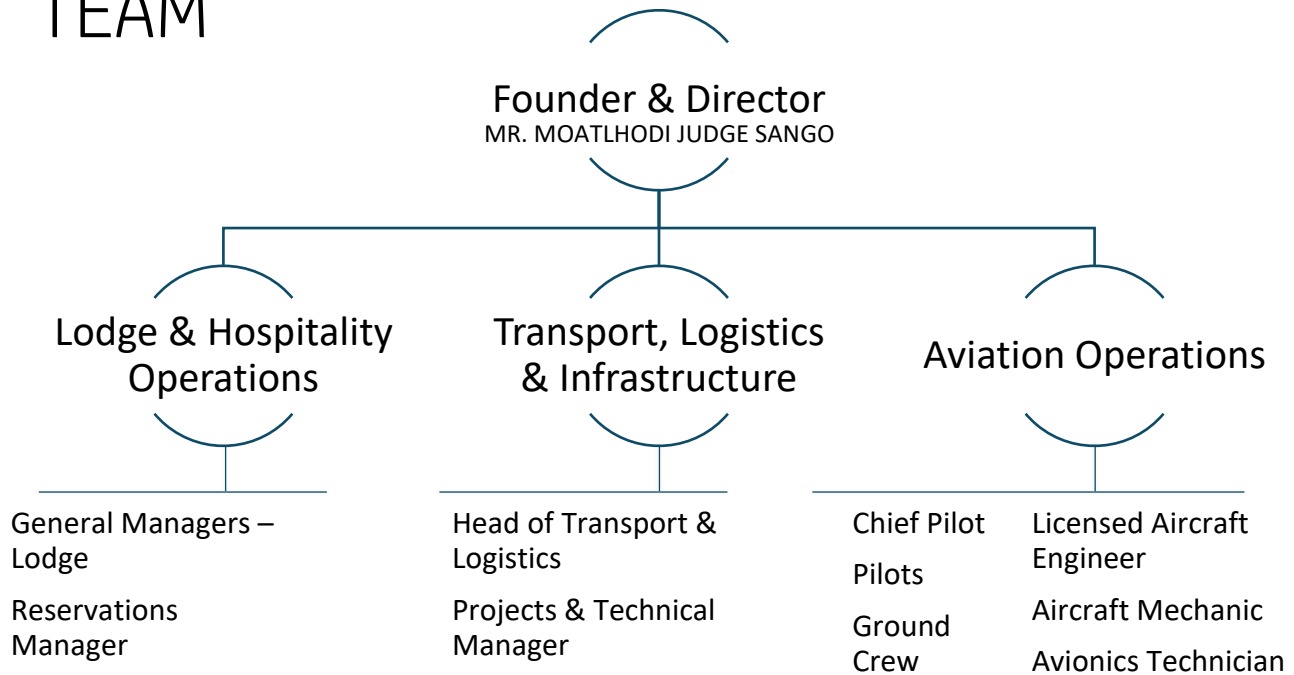 TEAM
Founder & Director
MR. MOATLHODI JUDGE SANGO
Lodge & Hospitality
Operations
Transport, Logistics
& Infrastructure
Aviation Operations
General Managers –
Lodge
Reservations
Manager
Head of Transport &
Logistics
Projects & Technical
Manager
Chief Pilot
Pilots
Ground
Crew
Licensed Aircraft
Engineer
Aircraft Mechanic
Avionics Technician